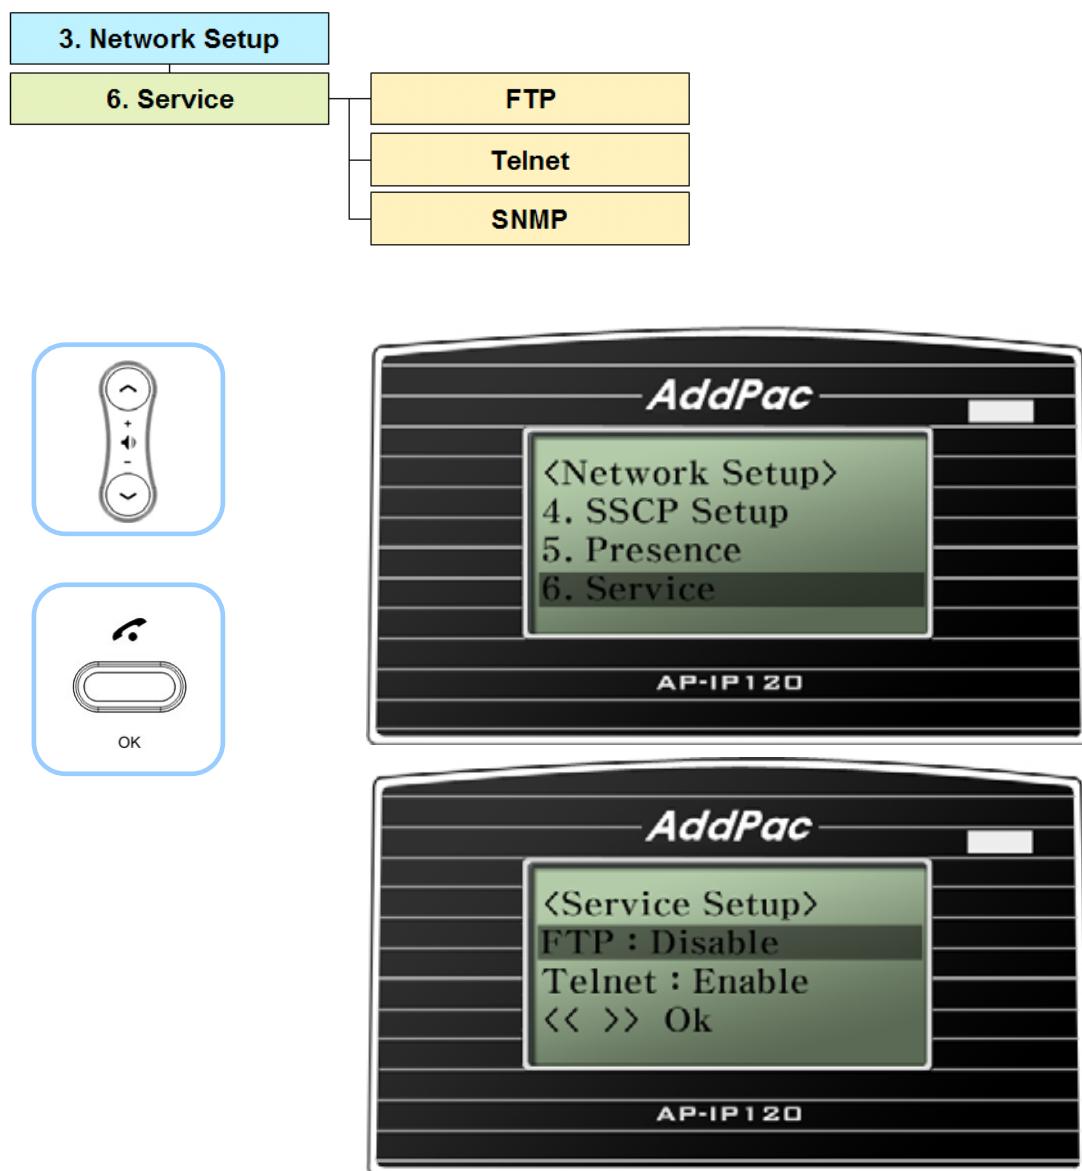 3. Network Setup
6. Service
FTP
Telnet
SNMP
+
-
OK
AddPac
<Network Setup>
4. SSCP Setup
5. Presence
6. Service
AP-IP120
AddPac
<Service Setup>
FTP : Disable
Telnet : Enable
<< >> Ok
AP-IP120